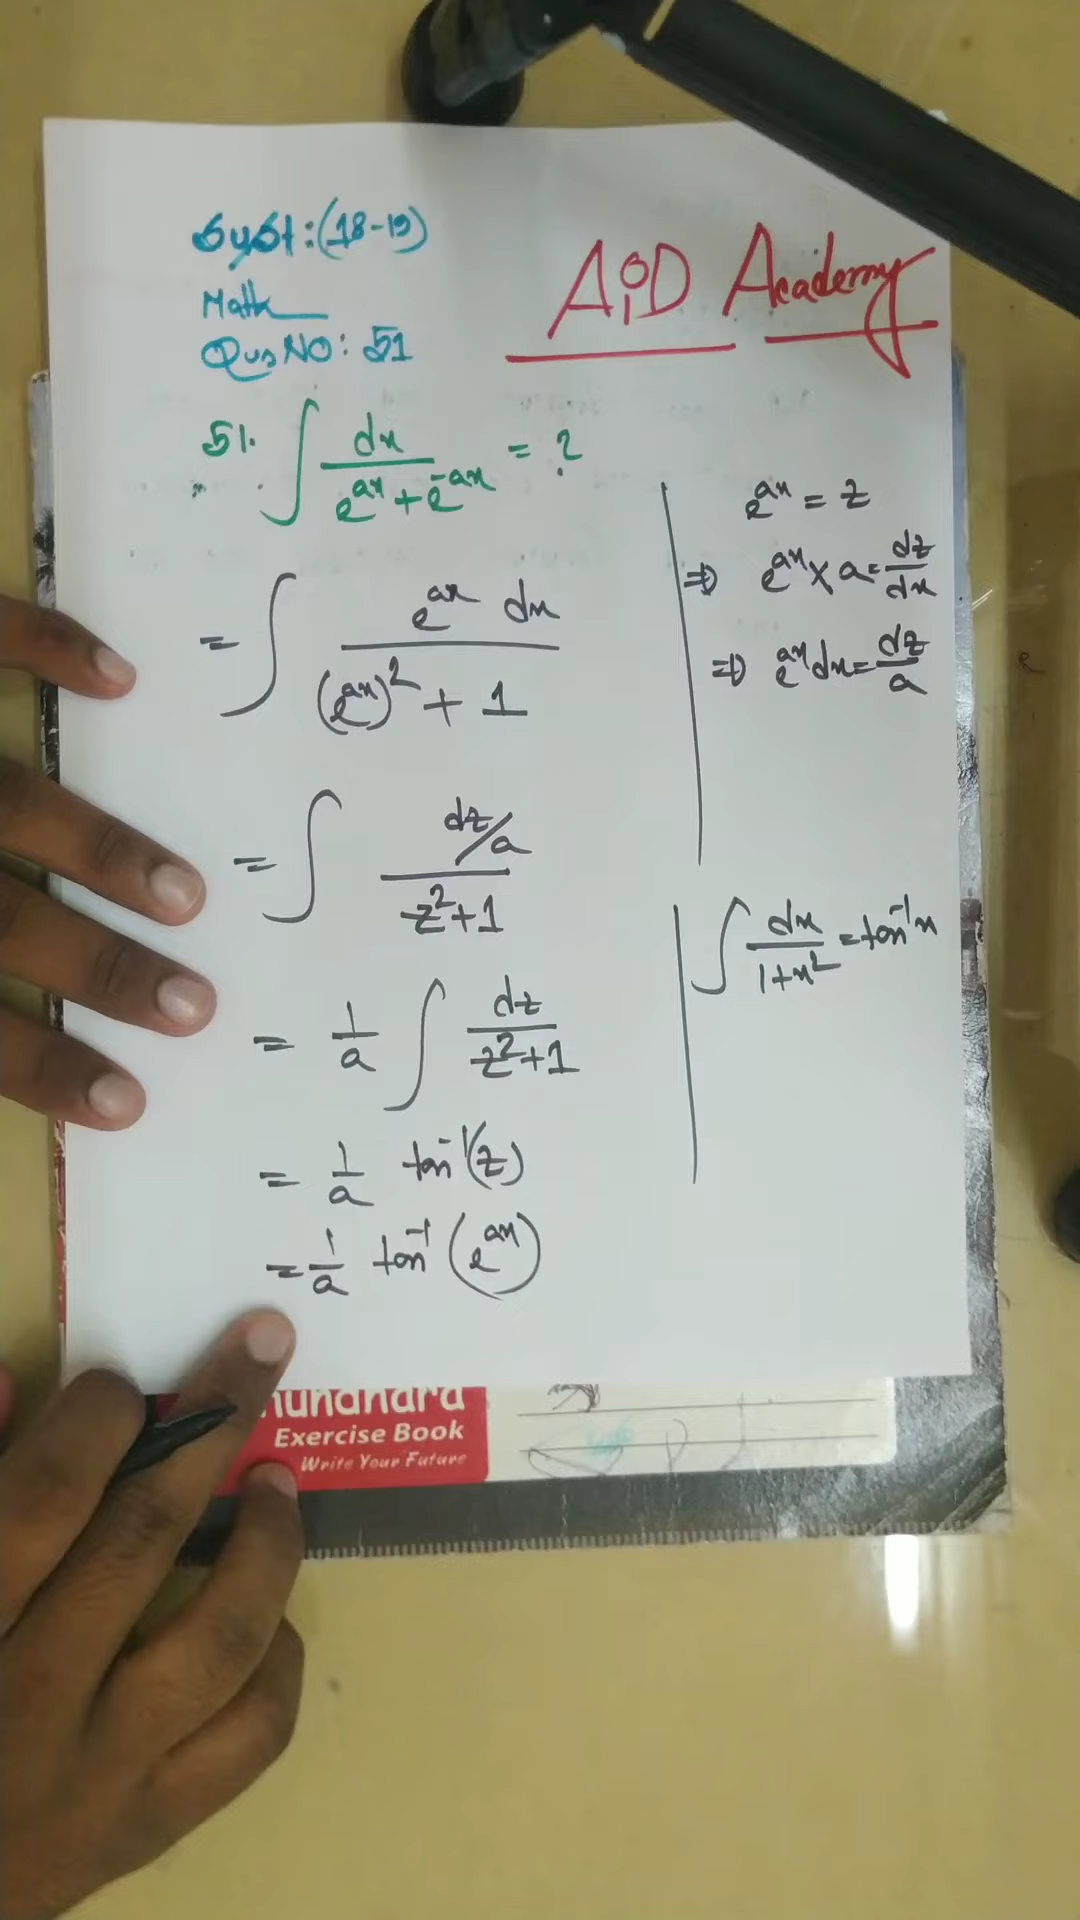 SUST:(18-19)
Math
Qus NO: 51
AiD Academy
51. ∫ dx / (e^ax + e^-ax) = ?
= ∫ e^ax dx / ((e^ax)^2 + 1)
= ∫ (dz/a) / (z^2+1)
= 1/a ∫ dz / (z^2+1)
= 1/a tan^-1(z)
= 1/a tan^-1 (e^ax)
e^ax = z
⇒ e^ax × a = dz/dx
⇒ e^ax dx = dz/a
∫ dx / (1+x^2) = tan^-1 x
Exercise Book
Write Your Future